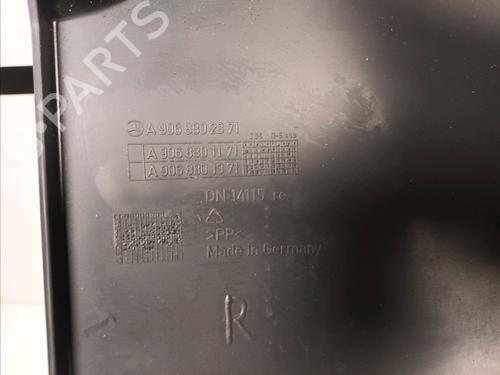 A 906 880 23 71
A 906 880 11 71
A 906 880 13 71
DN 14115 re
>PP<
Made in Germany
R
B-PARTS